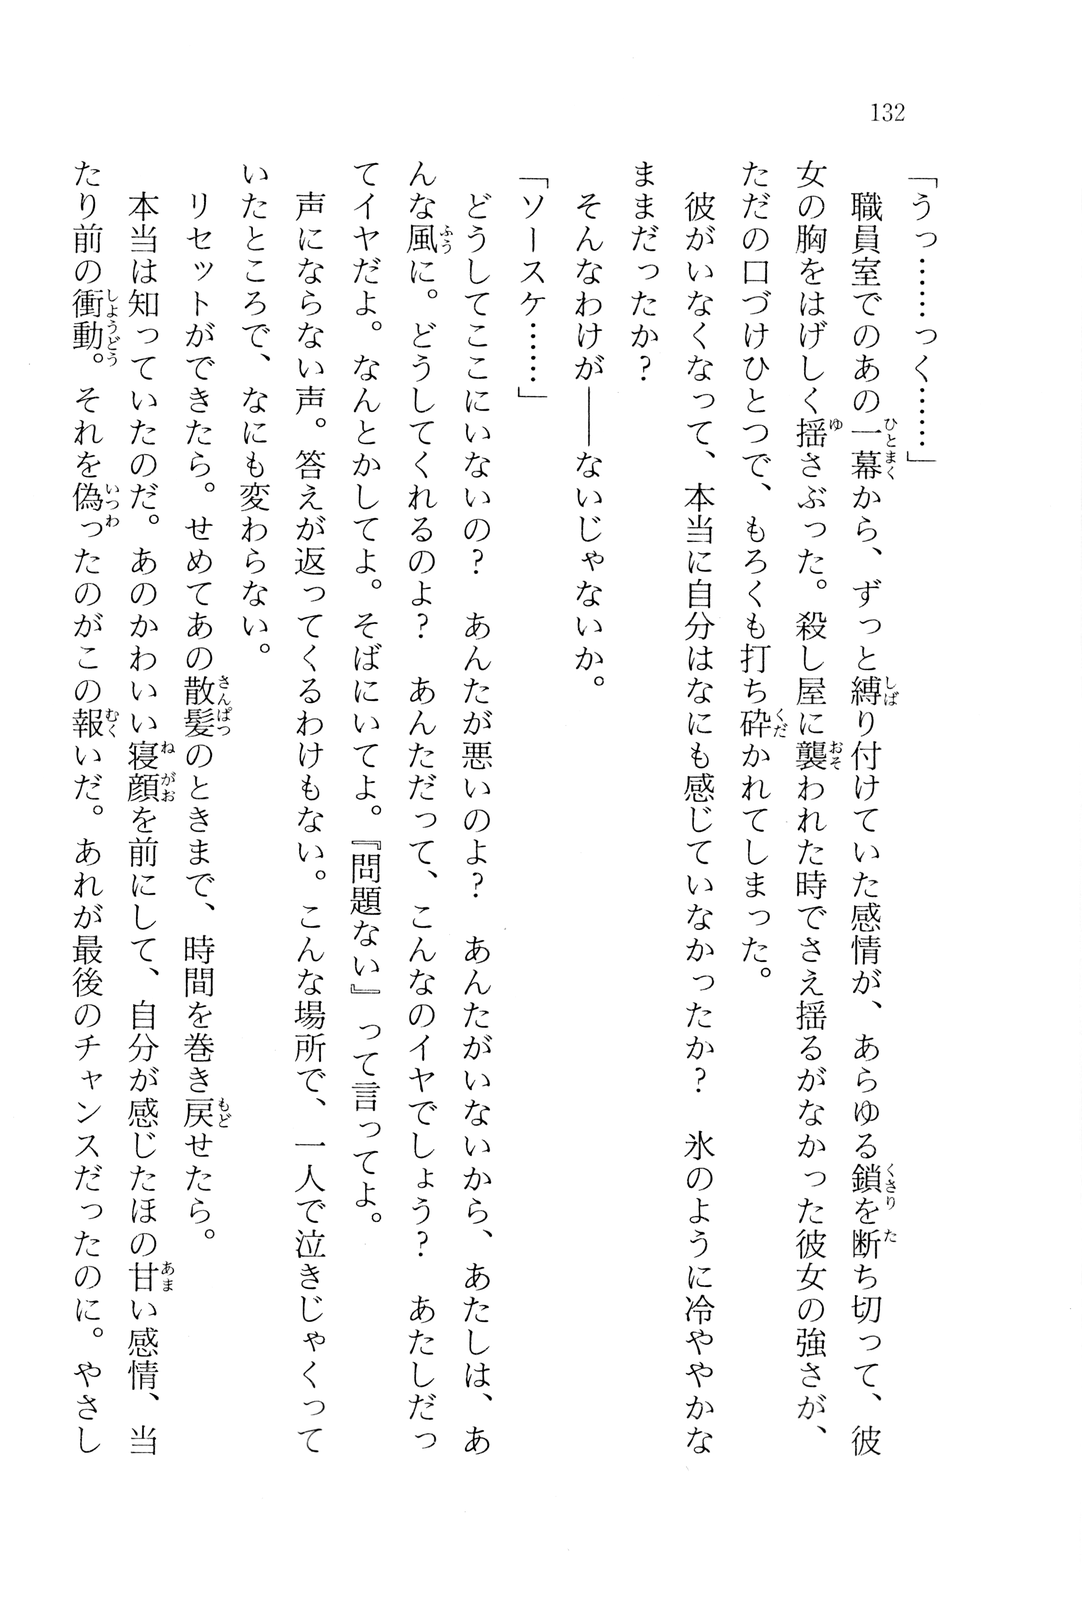 132
「うっ……っく……」
　職員室でのあの一幕から、ずっと縛り付けていた感情が、あらゆる鎖を断ち切って、彼
女の胸をはげしく揺さぶった。殺し屋に襲われた時でさえ揺るがなかった彼女の強さが、
ただの口づけひとつで、もろくも打ち砕かれてしまった。
　彼がいなくなって、本当に自分はなにも感じていなかったか？　氷のように冷ややかな
ままだったか？
　そんなわけが――ないじゃないか。
「ソースケ……」
　どうしてここにいないの？　あんたが悪いのよ？　あんたがいないから、あたしは、あ
んな風に。どうしてくれるのよ？　あんただって、こんなのイヤでしょう？　あたしだっ
てイヤだよ。なんとかしてよ。そばにいてよ。『問題ない』って言ってよ。
　声にならない声。答えが返ってくるわけもない。こんな場所で、一人で泣きじゃくって
いたところで、なにも変わらない。
　リセットができたら。せめてあの散髪のときまで、時間を巻き戻せたら。
　本当は知っていたのだ。あのかわいい寝顔を前にして、自分が感じたほの甘い感情、当
たり前の衝動。それを偽ったのがこの報いだ。あれが最後のチャンスだったのに。やさし